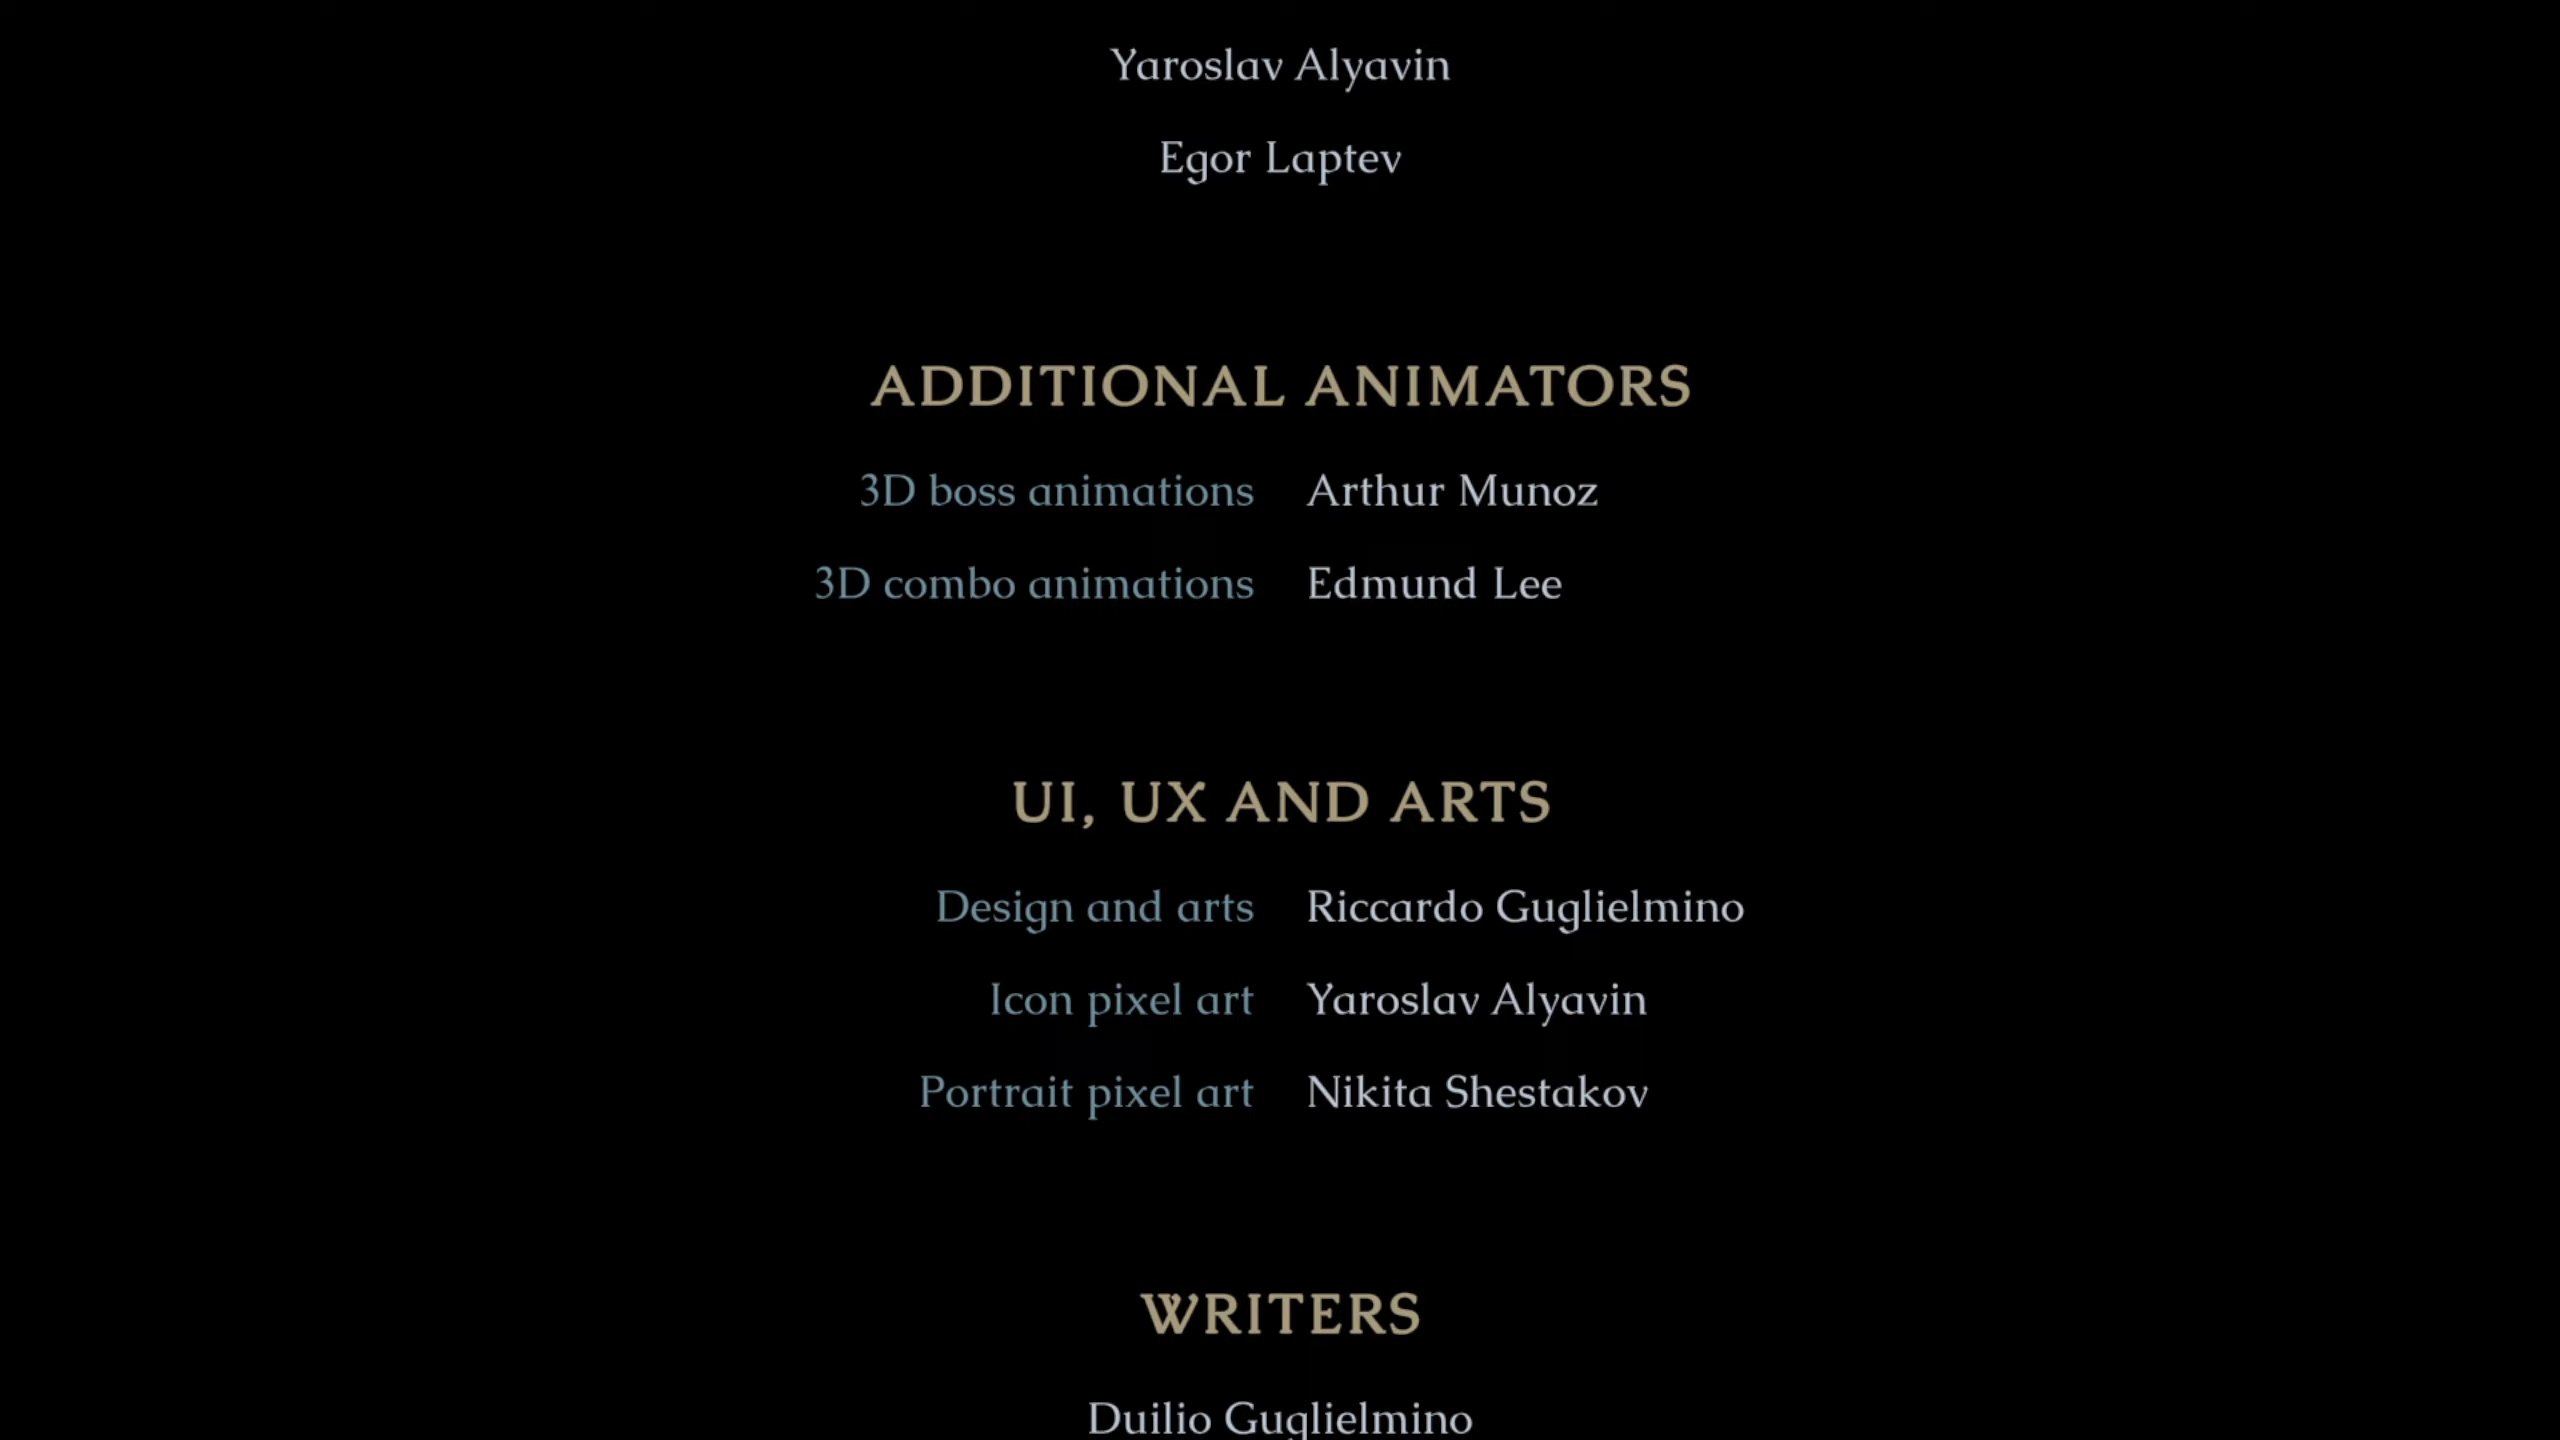 Yaroslav Alyavin
Egor Laptev
ADDITIONAL ANIMATORS
3D boss animations Arthur Munoz
3D combo animations Edmund Lee
UI, UX AND ARTS
Design and arts Riccardo Guglielmino
Icon pixel art Yaroslav Alyavin
Portrait pixel art Nikita Shestakov
WRITERS
Duilio Guglielmino